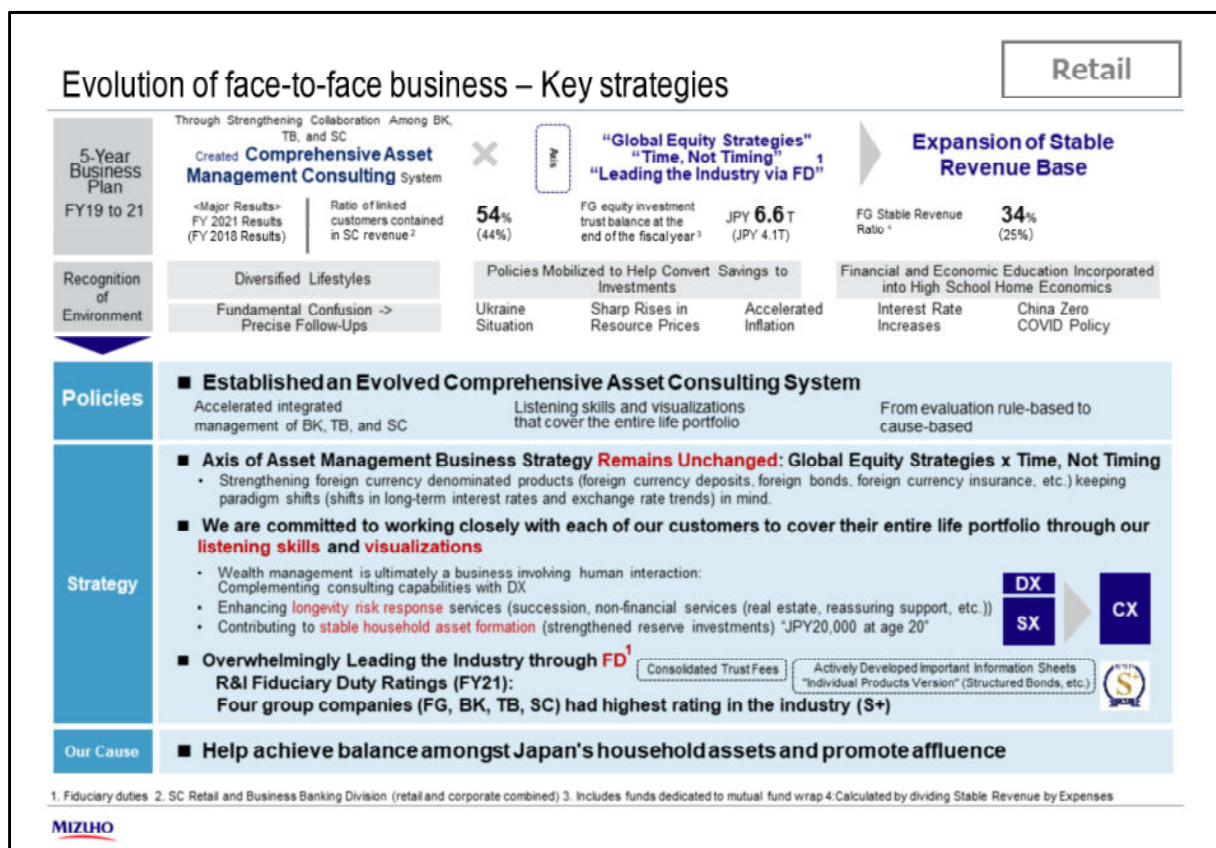 Evolution of face-to-face business – Key strategies
Retail
5-Year
Business
Plan
FY19 to 21
Through Strengthening Collaboration Among BK,
TB, and SC
Created Comprehensive Asset
Management Consulting System
Axis
"Global Equity Strategies"
"Time, Not Timing"
"Leading the Industry via FD" 1
Expansion of Stable
Revenue Base
<Major Results>
FY 2021 Results
(FY 2018 Results)
Ratio of linked
customers contained
in SC revenue 2
54%
(44%)
FG equity investment
trust balance at the
end of the fiscal year 3
JPY 6.6 T
(JPY 4.1T)
FG Stable Revenue
Ratio 4
34%
(25%)
Recognition
of
Environment
Diversified Lifestyles
Policies Mobilized to Help Convert Savings to
Investments
Financial and Economic Education Incorporated
into High School Home Economics
Fundamental Confusion ->
Precise Follow-Ups
Ukraine
Situation
Sharp Rises in
Resource Prices
Accelerated
Inflation
Interest Rate
Increases
China Zero
COVID Policy
Policies
■ Established an Evolved Comprehensive Asset Consulting System
Accelerated integrated
management of BK, TB, and SC
Listening skills and visualizations
that cover the entire life portfolio
From evaluation rule-based to
cause-based
Strategy
■ Axis of Asset Management Business Strategy Remains Unchanged: Global Equity Strategies x Time, Not Timing
• Strengthening foreign currency denominated products (foreign currency deposits, foreign bonds, foreign currency insurance, etc.) keeping
paradigm shifts (shifts in long-term interest rates and exchange rate trends) in mind.
■ We are committed to working closely with each of our customers to cover their entire life portfolio through our
listening skills and visualizations
• Wealth management is ultimately a business involving human interaction:
Complementing consulting capabilities with DX
• Enhancing longevity risk response services (succession, non-financial services (real estate, reassuring support, etc.))
• Contributing to stable household asset formation (strengthened reserve investments) "JPY20,000 at age 20"
DX
SX
CX
■ Overwhelmingly Leading the Industry through FD 1
Consolidated Trust Fees
Actively Developed Important Information Sheets
"Individual Products Version" (Structured Bonds, etc.)
S+
R&I Fiduciary Duty Ratings (FY21):
Four group companies (FG, BK, TB, SC) had highest rating in the industry (S+)
Our Cause
■ Help achieve balance amongst Japan's household assets and promote affluence
1. Fiduciary duties 2. SC Retail and Business Banking Division (retail and corporate combined) 3. Includes funds dedicated to mutual fund wrap 4:Calculated by dividing Stable Revenue by Expenses
MIZUHO